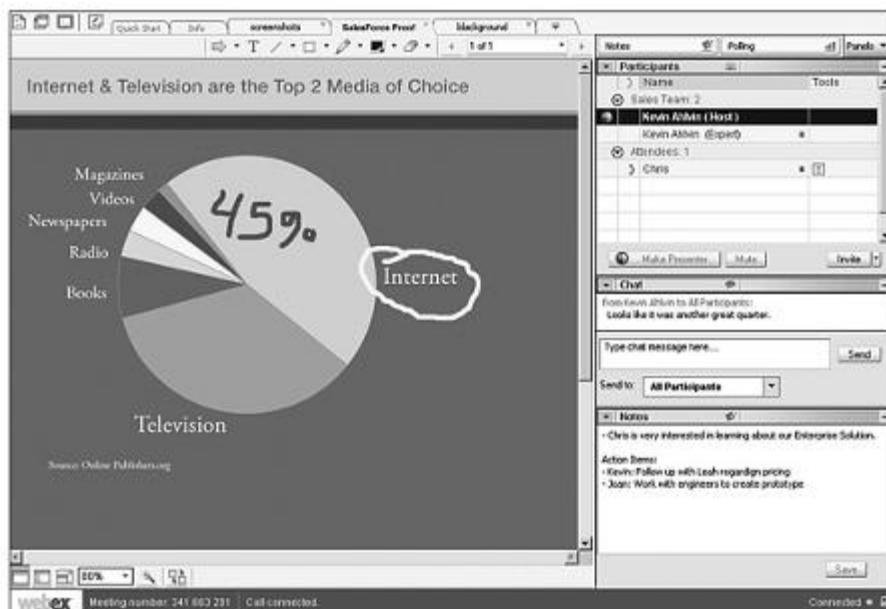 Quick Start
Info
screenshots
SalesForce Proof
background
T
1 of 1
Notes
Polling
Panels
Internet & Television are the Top 2 Media of Choice
Magazines
Videos
Newspapers
Radio
Books
45%
Internet
Television
Source: Online Publishers.org
Participants
Name
Tools
Sales Team: 2
Kevin Ahlvin (Host)
Kevin Ahlvin (Expert)
Attendees: 1
Chris
Make Presenter
Mute
Invite
Chat
From Kevin Ahlvin to All Participants:
Looks like it was another great quarter.
Type chat message here...
Send
Send to:
All Participants
Notes
- Chris is very interested in learning about our Enterprise Solution.
Action Items:
- Kevin: Follow up with Leah regardign pricing
- Joan: Work with engineers to create prototype
Save
80%
webex
Meeting number: 341 663 291
Call connected.
Connected